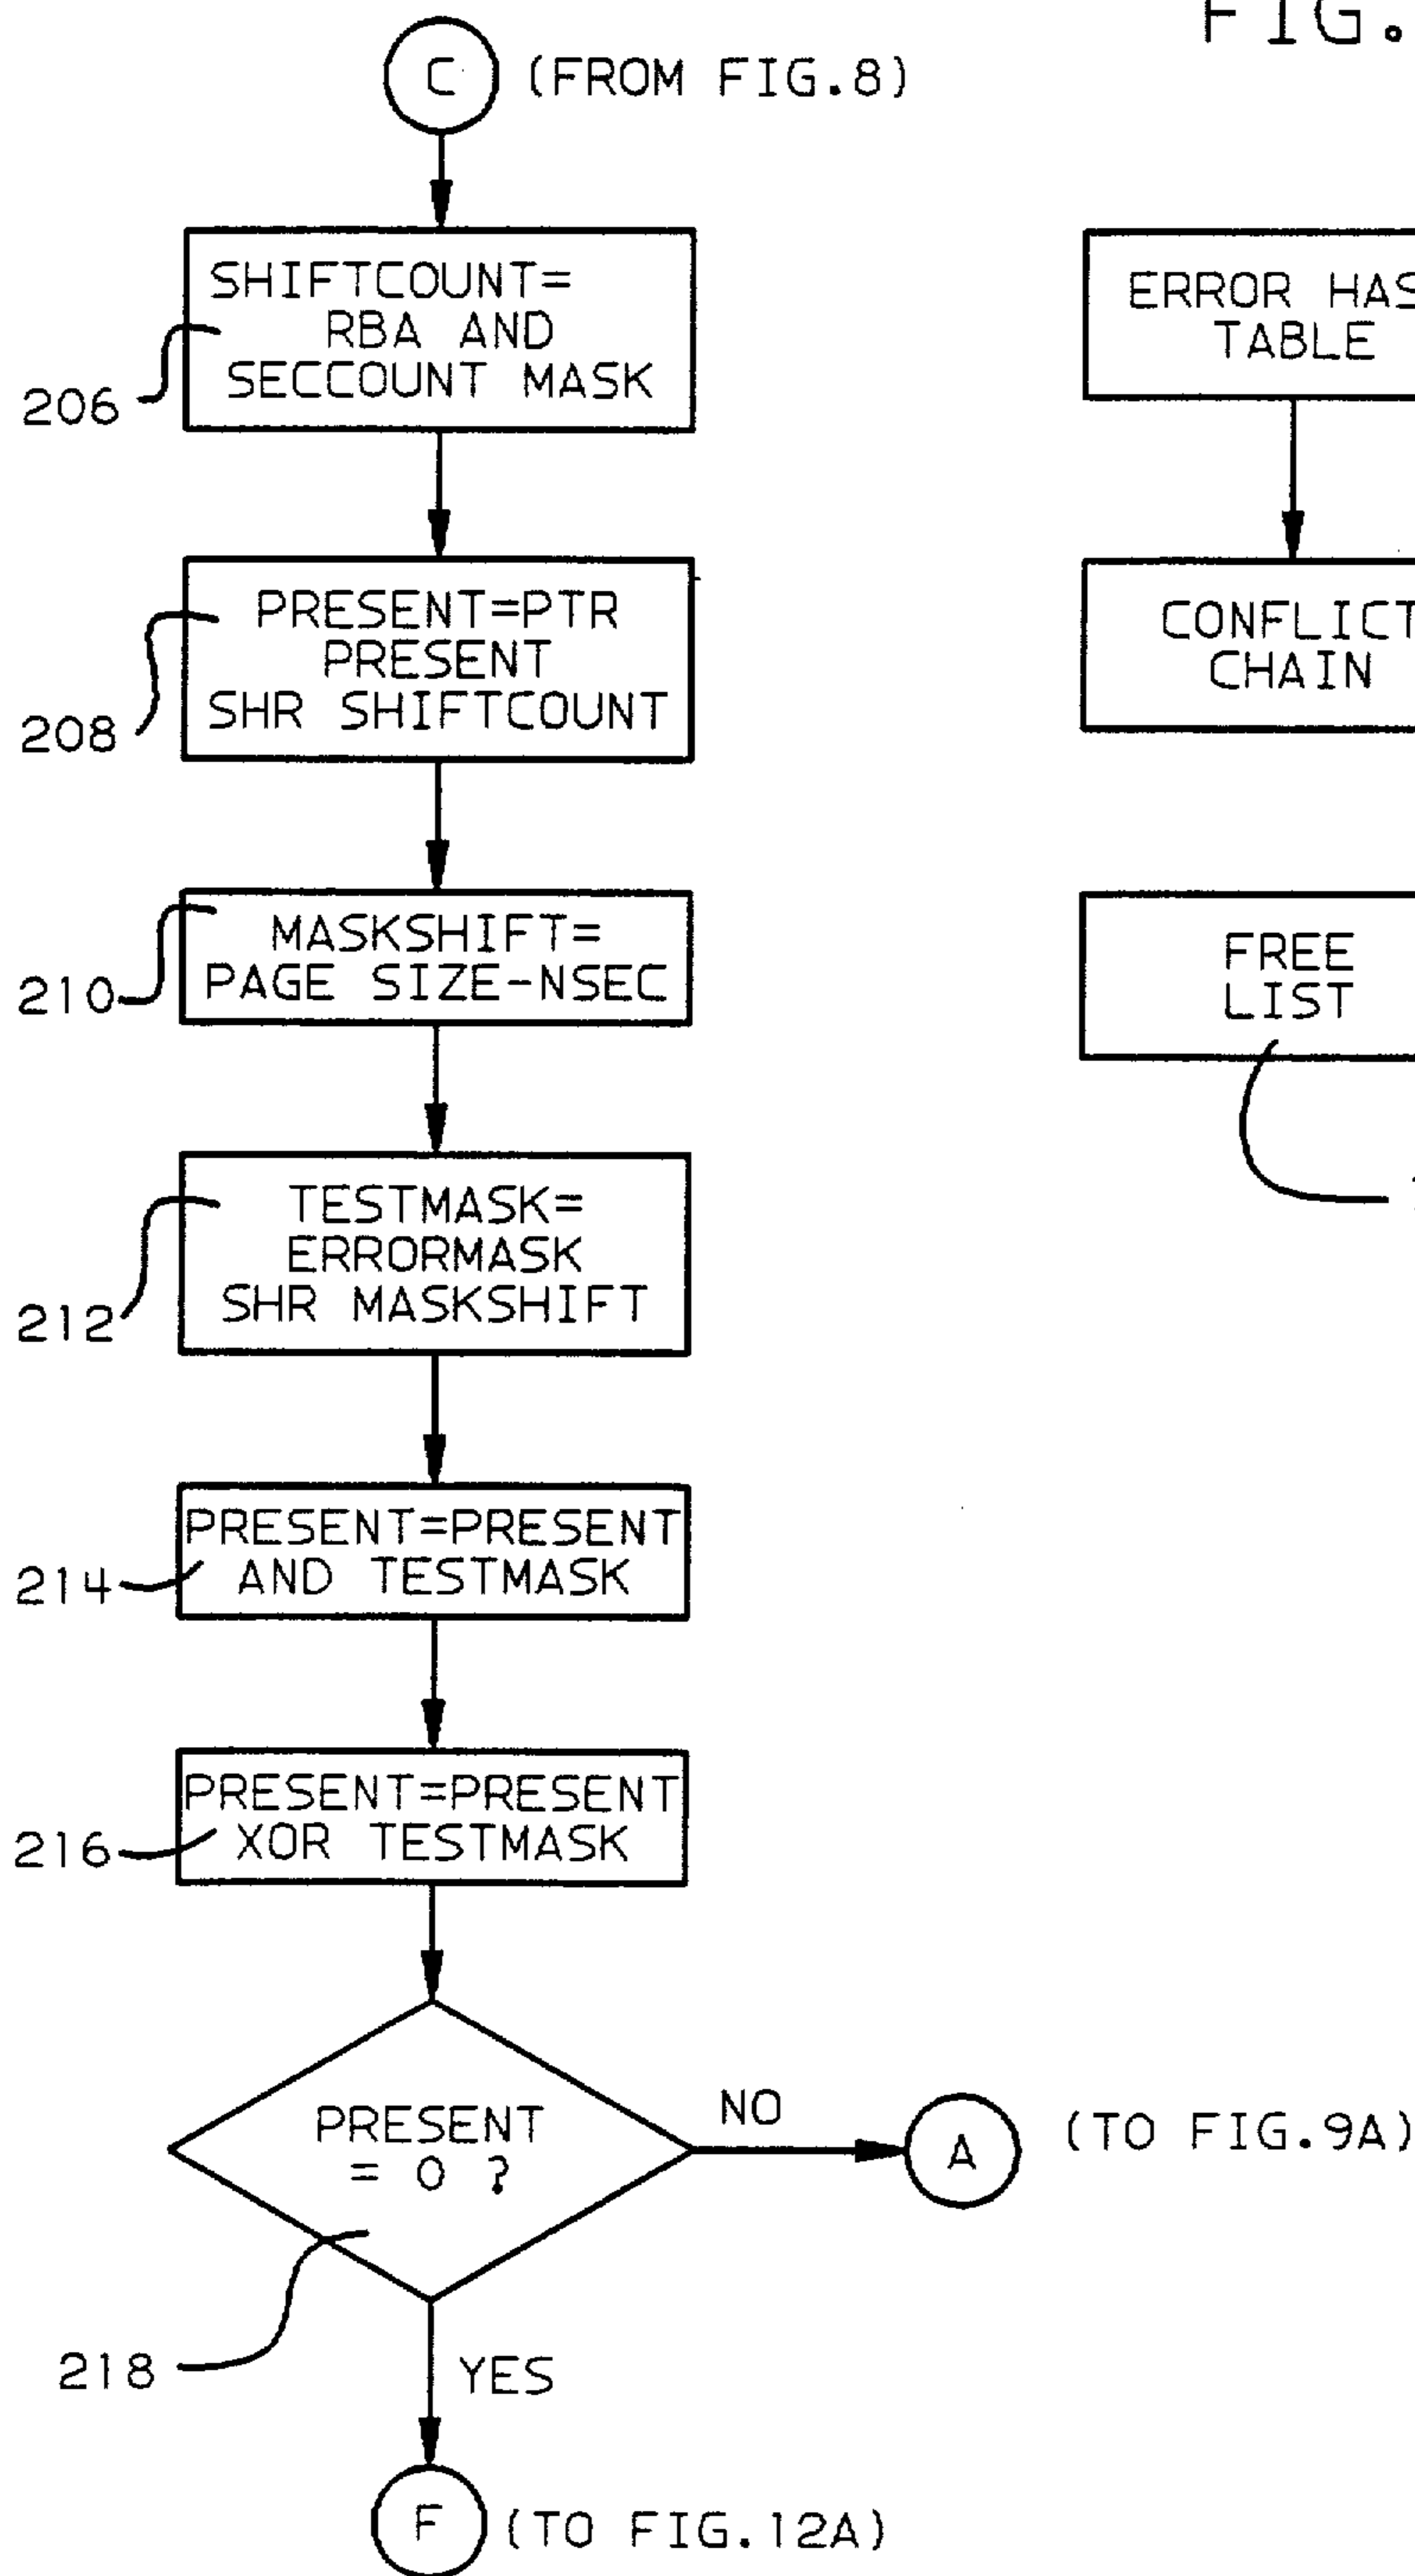 FIG.
C (FROM FIG.8)
SHIFTCOUNT=
RBA AND
SECCOUNT MASK
206
PRESENT=PTR
PRESENT
SHR SHIFTCOUNT
208
MASKSHIFT=
PAGE SIZE-NSEC
210
TESTMASK=
ERRORMASK
SHR MASKSHIFT
212
PRESENT=PRESENT
AND TESTMASK
214
PRESENT=PRESENT
XOR TESTMASK
216
PRESENT
= 0 ?
218
NO
A (TO FIG.9A)
YES
F (TO FIG.12A)
ERROR HAS
TABLE
CONFLICT
CHAIN
FREE
LIST